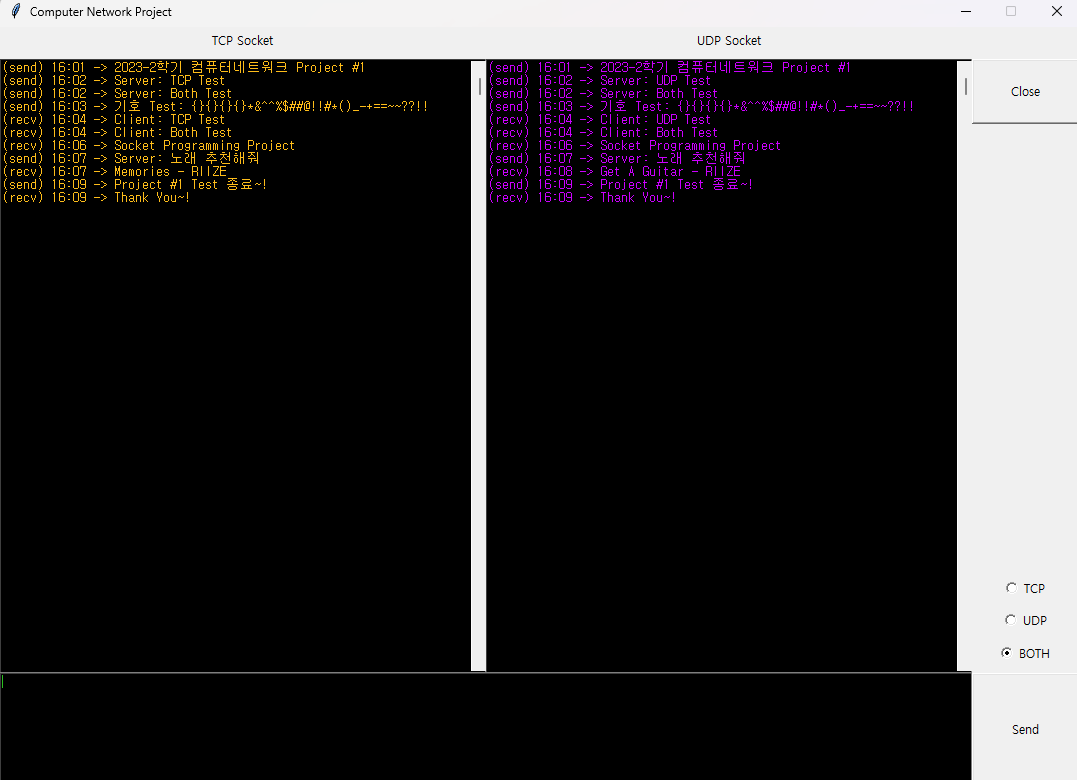 Computer Network Project
TCP Socket
(send) 16:01 -> 2023-2학기 컴퓨터네트워크 Project #1
(send) 16:02 -> Server: TCP Test
(send) 16:02 -> Server: Both Test
(send) 16:03 -> 기호 Test: {}{}{}{}*&^^%$##@!!#*()_-+==~~??!!
(recv) 16:04 -> Client: TCP Test
(recv) 16:04 -> Client: Both Test
(recv) 16:06 -> Socket Programming Project
(send) 16:07 -> Server: 노래 추천해줘
(recv) 16:07 -> Memories - RIIZE
(send) 16:09 -> Project #1 Test 종료~!
(recv) 16:09 -> Thank You~!
UDP Socket
(send) 16:01 -> 2023-2학기 컴퓨터네트워크 Project #1
(send) 16:02 -> Server: UDP Test
(send) 16:02 -> Server: Both Test
(send) 16:03 -> 기호 Test: {}{}{}{}*&^^%$##@!!#*()_-+==~~??!!
(recv) 16:04 -> Client: UDP Test
(recv) 16:04 -> Client: Both Test
(recv) 16:06 -> Socket Programming Project
(send) 16:07 -> Server: 노래 추천해줘
(recv) 16:08 -> Get A Guitar - RIIZE
(send) 16:09 -> Project #1 Test 종료~!
(recv) 16:09 -> Thank You~!
Close
TCP
UDP
BOTH
Send